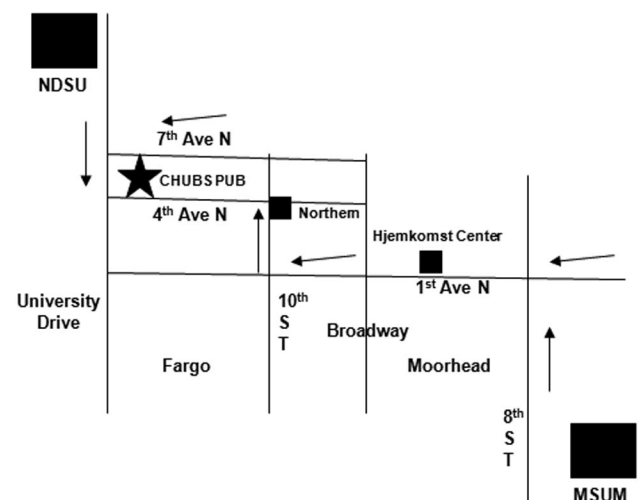 NDSU
7th Ave N
CHUBS PUB
4th Ave N
Northern
Hjemkomst Center
1st Ave N
University
Drive
10th
S
T
Broadway
Fargo
Moorhead
8th
S
T
MSUM